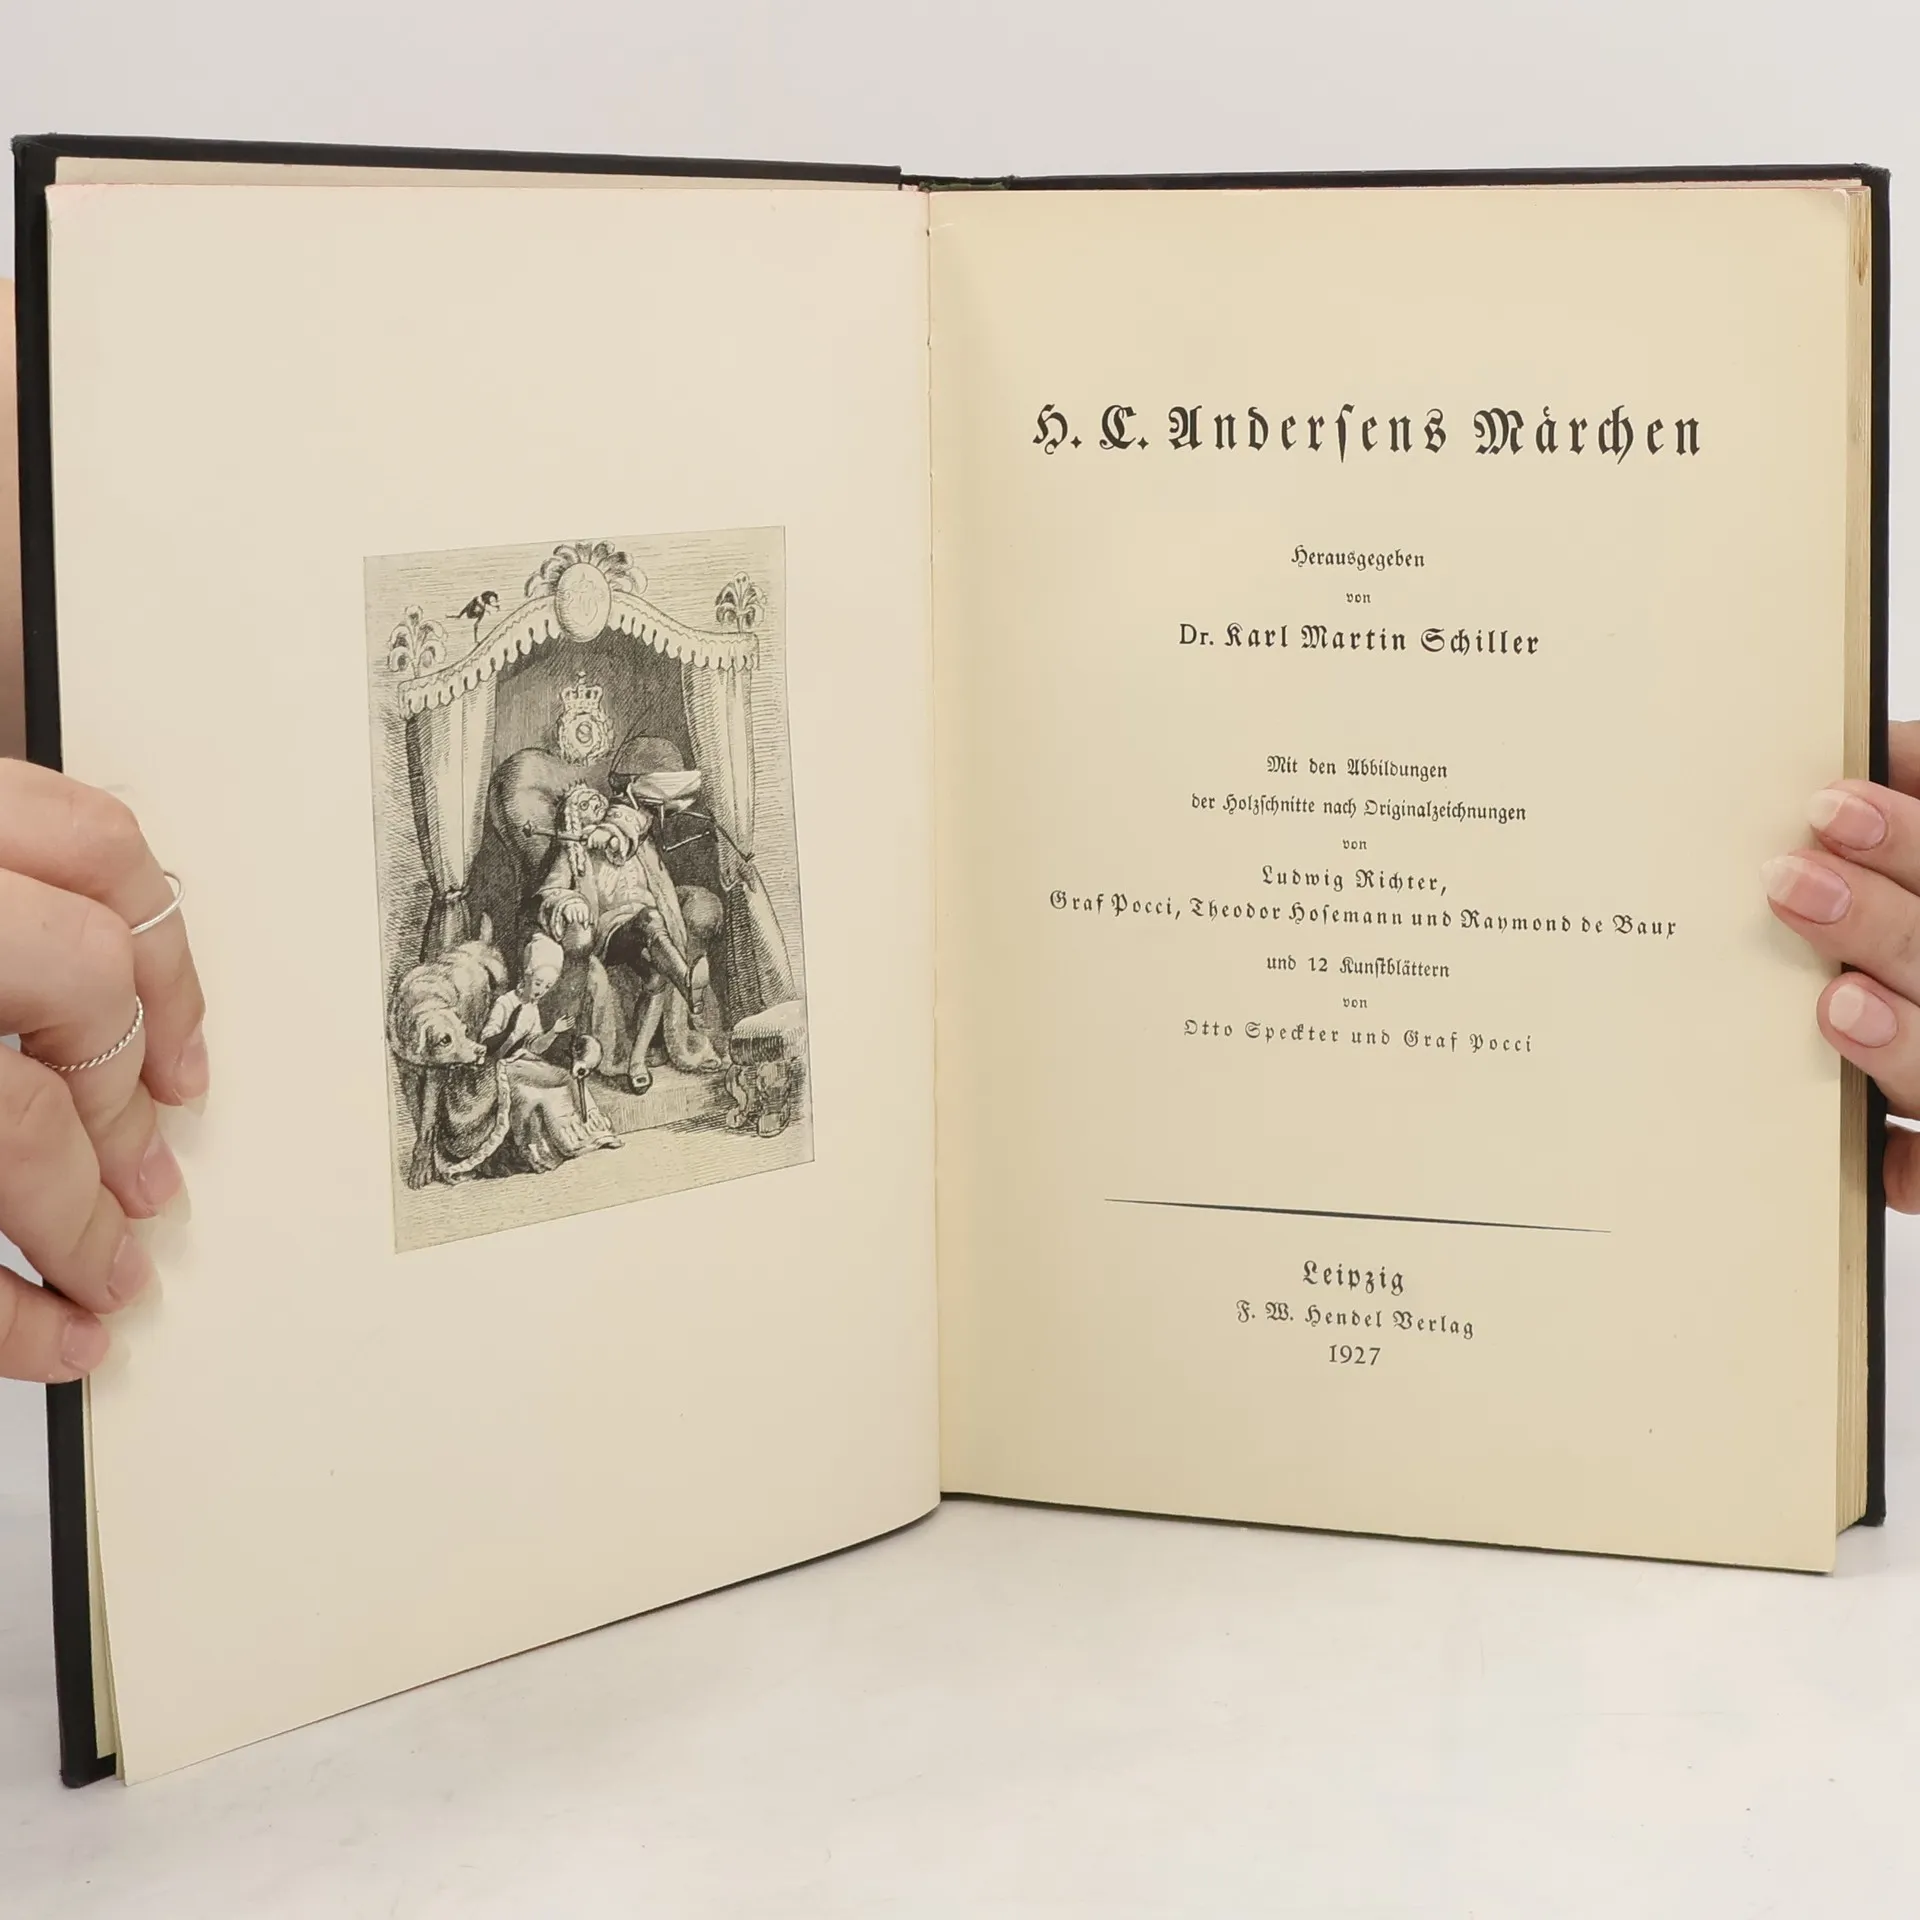 H. C. Andersens Märchen
Herausgegeben
von
Dr. Karl Martin Schiller
Mit den Abbildungen
der Holzschnitte nach Originalzeichnungen
von
Ludwig Richter,
Graf Pocci, Theodor Hosemann und Raymond de Baux
und 12 Kunstblättern
von
Otto Speckter und Graf Pocci
Leipzig
F. W. Hendel Verlag
1927